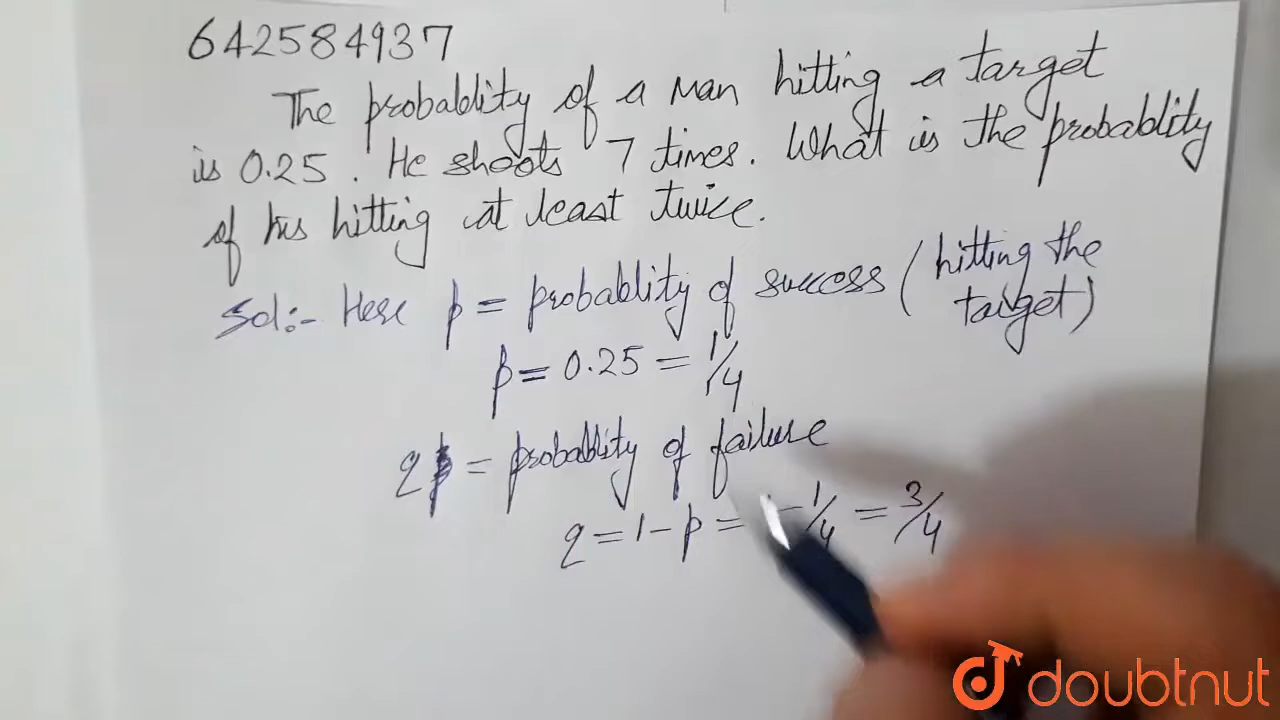 642584937
The probablity of a Man hitting a target
is 0.25. He shoots 7 times. What is the probablity
of his hitting at least twice.
Sol:- Here p = probablity of success (hitting the
target)
p = 0.25 = 1/4
q = probablity of failure
q = 1 - p = - 1/4 = 3/4
doubtnut